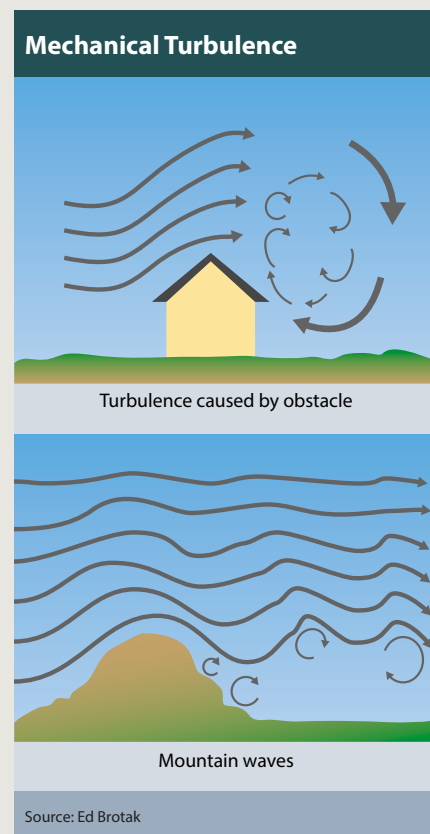 Mechanical Turbulence
Turbulence caused by obstacle
Mountain waves
Source: Ed Brotak